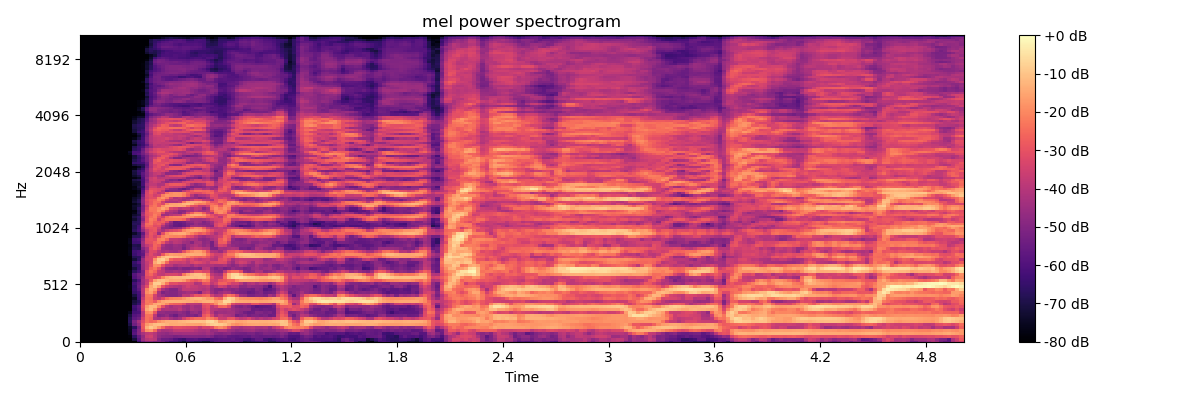 mel power spectrogram
8192
4096
2048
1024
512
0
Hz
0 0.6 1.2 1.8 2.4 3 3.6 4.2 4.8
Time
+0 dB
-10 dB
-20 dB
-30 dB
-40 dB
-50 dB
-60 dB
-70 dB
-80 dB